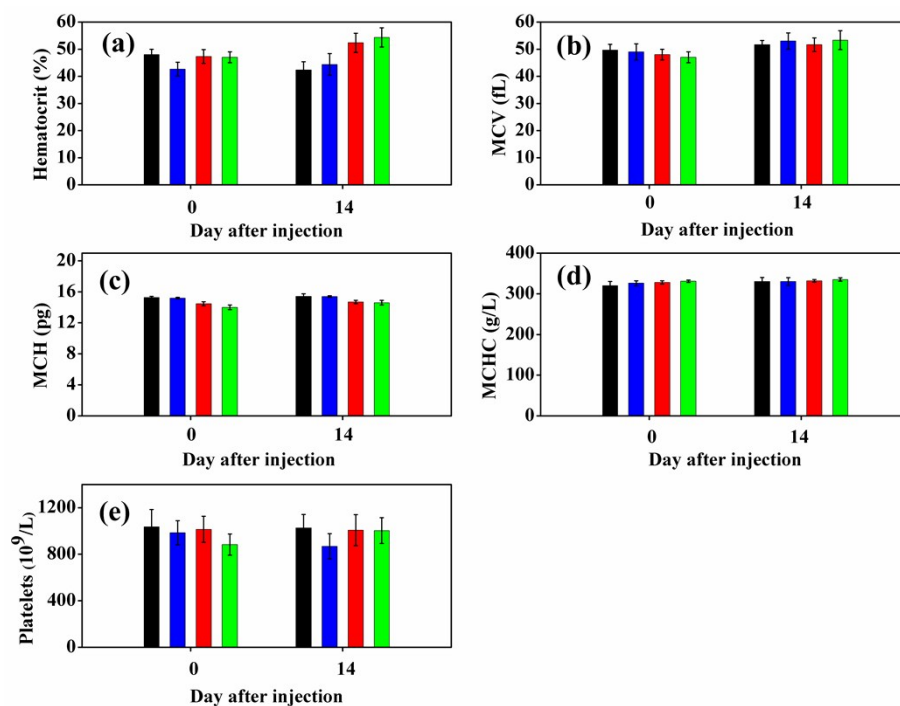 (a)
Hematocrit (%)
60
50
40
30
20
10
0
0 14
Day after injection
(b)
MCV (fL)
60
50
40
30
20
10
0
0 14
Day after injection
(c)
MCH (pg)
20
16
12
8
4
0
0 14
Day after injection
(d)
MCHC (g/L)
400
300
200
100
0
0 14
Day after injection
(e)
Platelets (10⁹/L)
1200
800
400
0
0 14
Day after injection